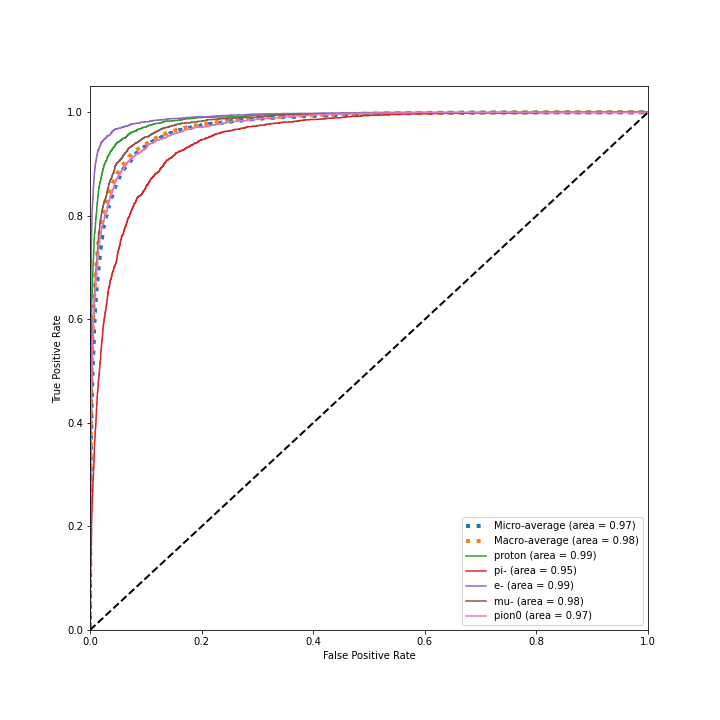 1.0
0.8
0.6
0.4
0.2
0.0
True Positive Rate
0.0 0.2 0.4 0.6 0.8 1.0
False Positive Rate
Micro-average (area = 0.97)
Macro-average (area = 0.98)
proton (area = 0.99)
pi- (area = 0.95)
e- (area = 0.99)
mu- (area = 0.98)
pion0 (area = 0.97)